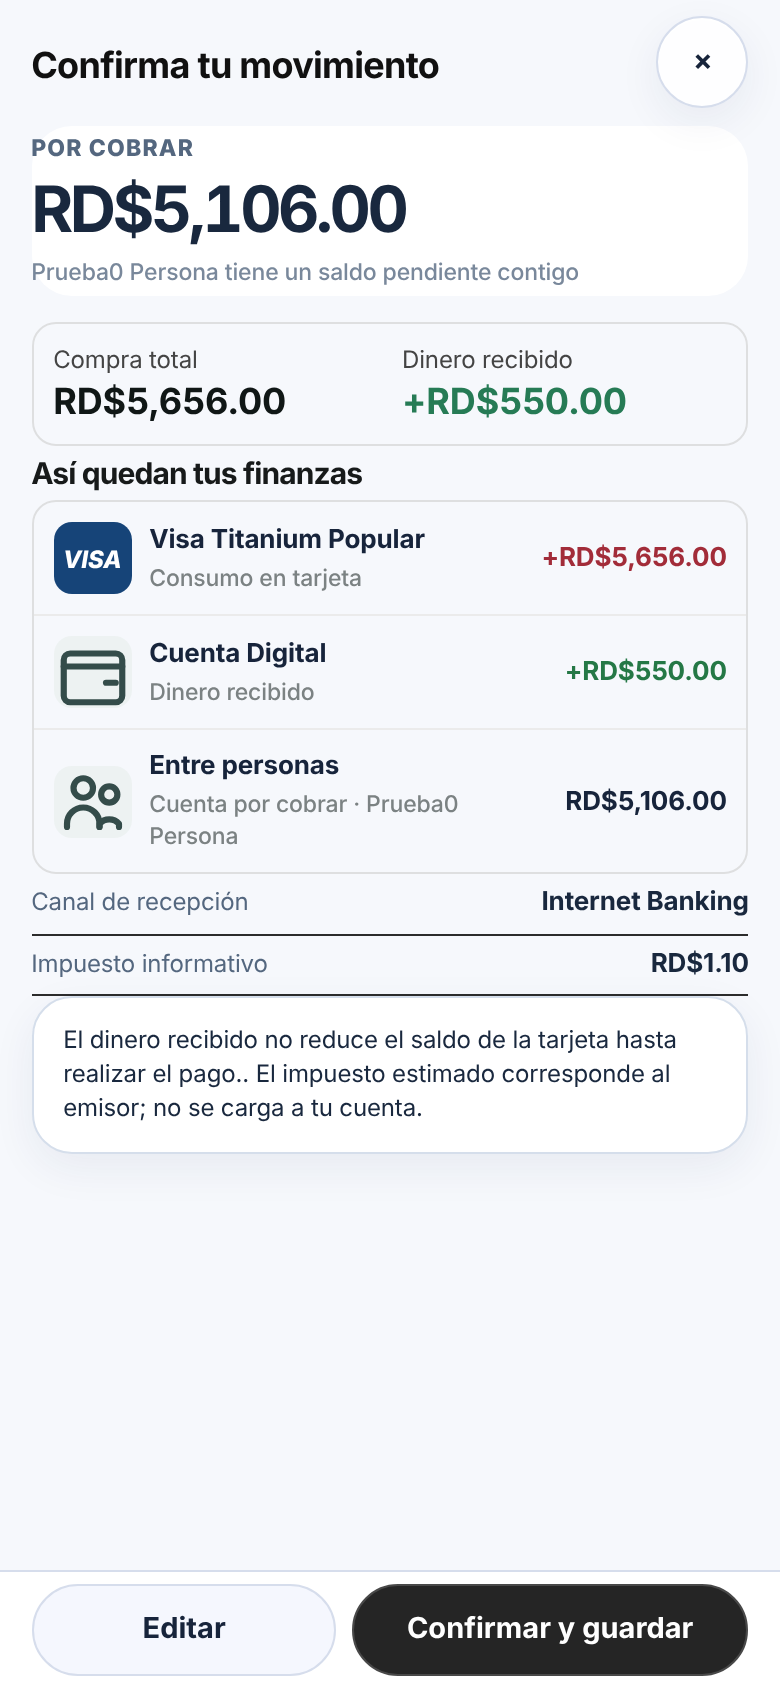 Confirma tu movimiento
×
POR COBRAR
RD$5,106.00
Prueba0 Persona tiene un saldo pendiente contigo
Compra total
RD$5,656.00
Dinero recibido
+RD$550.00
Así quedan tus finanzas
VISA
Visa Titanium Popular
Consumo en tarjeta
+RD$5,656.00
Cuenta Digital
Dinero recibido
+RD$550.00
Entre personas
Cuenta por cobrar · Prueba0
Persona
RD$5,106.00
Canal de recepción
Internet Banking
Impuesto informativo
RD$1.10
El dinero recibido no reduce el saldo de la tarjeta hasta
realizar el pago.. El impuesto estimado corresponde al
emisor; no se carga a tu cuenta.
Editar
Confirmar y guardar